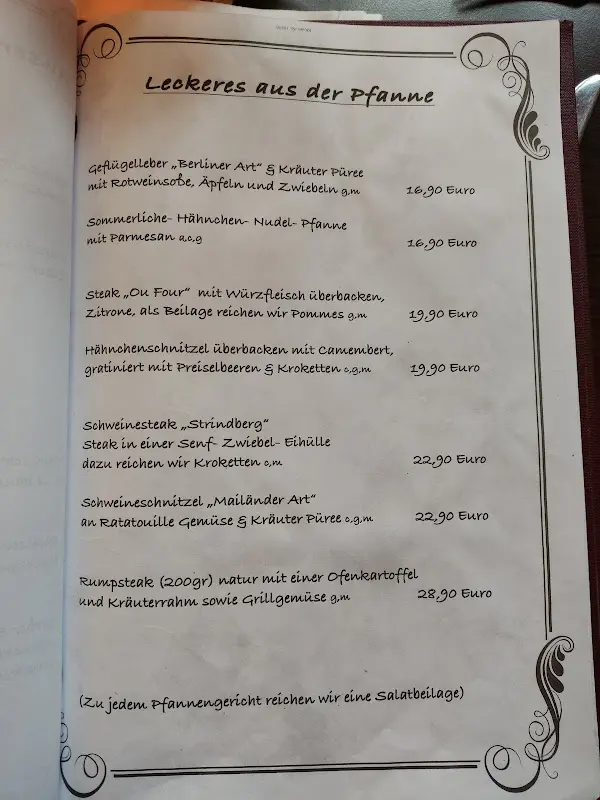 Leckeres aus der Pfanne
Geflügelleber „Berliner Art“ & Kräuter Püree
mit Rotweinsoße, Äpfeln und Zwiebeln g,m 16,90 Euro
Sommerliche- Hähnchen- Nudel- Pfanne
mit Parmesan a,c,g 16,90 Euro
Steak „Ou Four“ mit Würzfleisch überbacken,
Zitrone, als Beilage reichen wir Pommes g,m 19,90 Euro
Hähnchenschnitzel überbacken mit Camembert,
gratiniert mit Preiselbeeren & Kroketten c,g,m 19,90 Euro
Schweinesteak „Strindberg“
Steak in einer Senf- Zwiebel- Eihülle
dazu reichen wir Kroketten c,m 22,90 Euro
Schweineschnitzel „Mailänder Art“
an Ratatouille Gemüse & Kräuter Püree c,g,m 22,90 Euro
Rumpsteak (200gr) natur mit einer Ofenkartoffel
und Kräuterrahm sowie Grillgemüse g,m 28,90 Euro
(Zu jedem Pfannengericht reichen wir eine Salatbeilage)